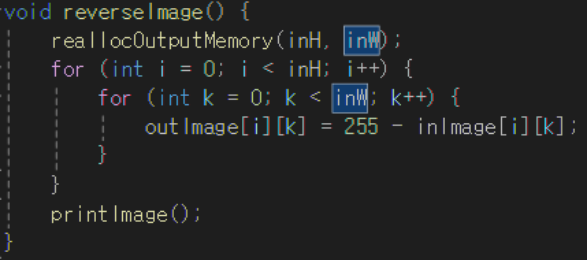 void reverseImage() {
    reallocOutputMemory(inH, inW);
    for (int i = 0; i < inH; i++) {
        for (int k = 0; k < inW; k++) {
            outImage[i][k] = 255 - inImage[i][k];
        }
    }
    printImage();
}